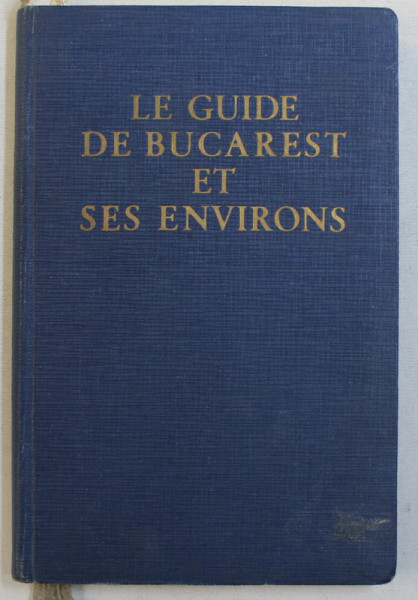 LE GUIDE
DE BUCAREST
ET
SES ENVIRONS